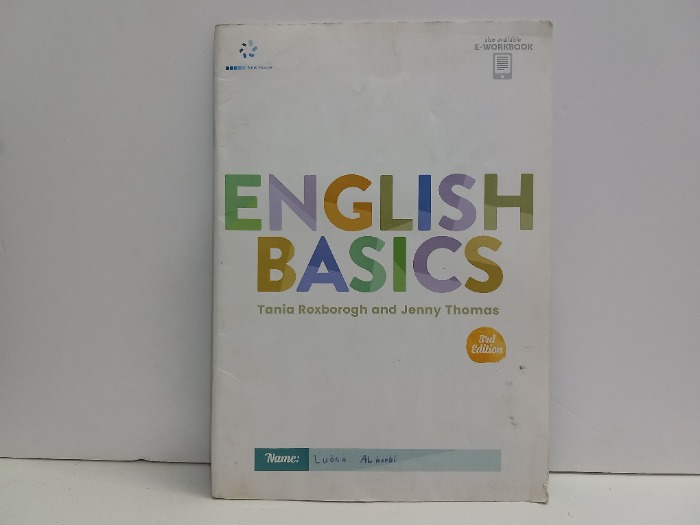 also available
E-WORKBOOK
ENGLISH
BASICS
Tania Roxborogh and Jenny Thomas
3rd
Edition
Name: